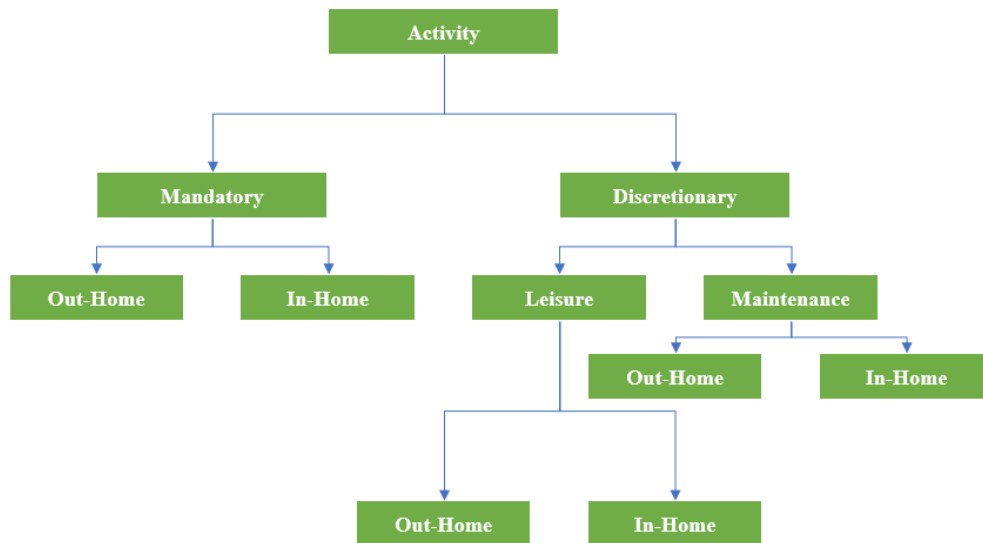 Activity
Mandatory
Discretionary
Out-Home
In-Home
Leisure
Maintenance
Out-Home
In-Home
Out-Home
In-Home